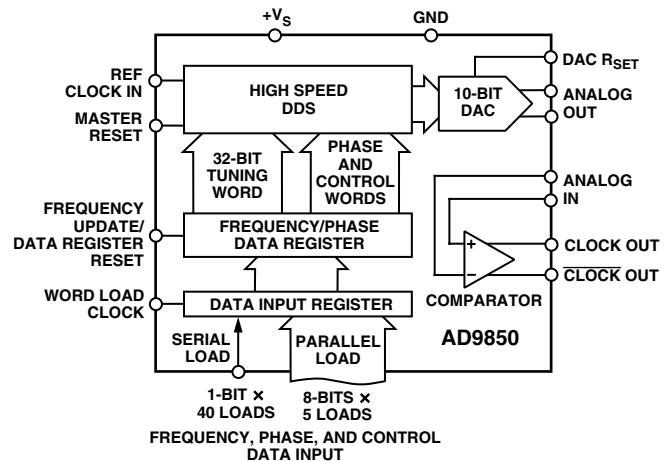 +VS
GND
REF
CLOCK IN
MASTER
RESET
FREQUENCY
UPDATE/
DATA REGISTER
RESET
WORD LOAD
CLOCK
HIGH SPEED
DDS
32-BIT
TUNING
WORD
PHASE
AND
CONTROL
WORDS
FREQUENCY/PHASE
DATA REGISTER
DATA INPUT REGISTER
SERIAL
LOAD
PARALLEL
LOAD
10-BIT
DAC
DAC RSET
ANALOG
OUT
ANALOG
IN
CLOCK OUT
CLOCK OUT
+
–
COMPARATOR
AD9850
1-BIT ×
40 LOADS
8-BITS ×
5 LOADS
FREQUENCY, PHASE, AND CONTROL
DATA INPUT